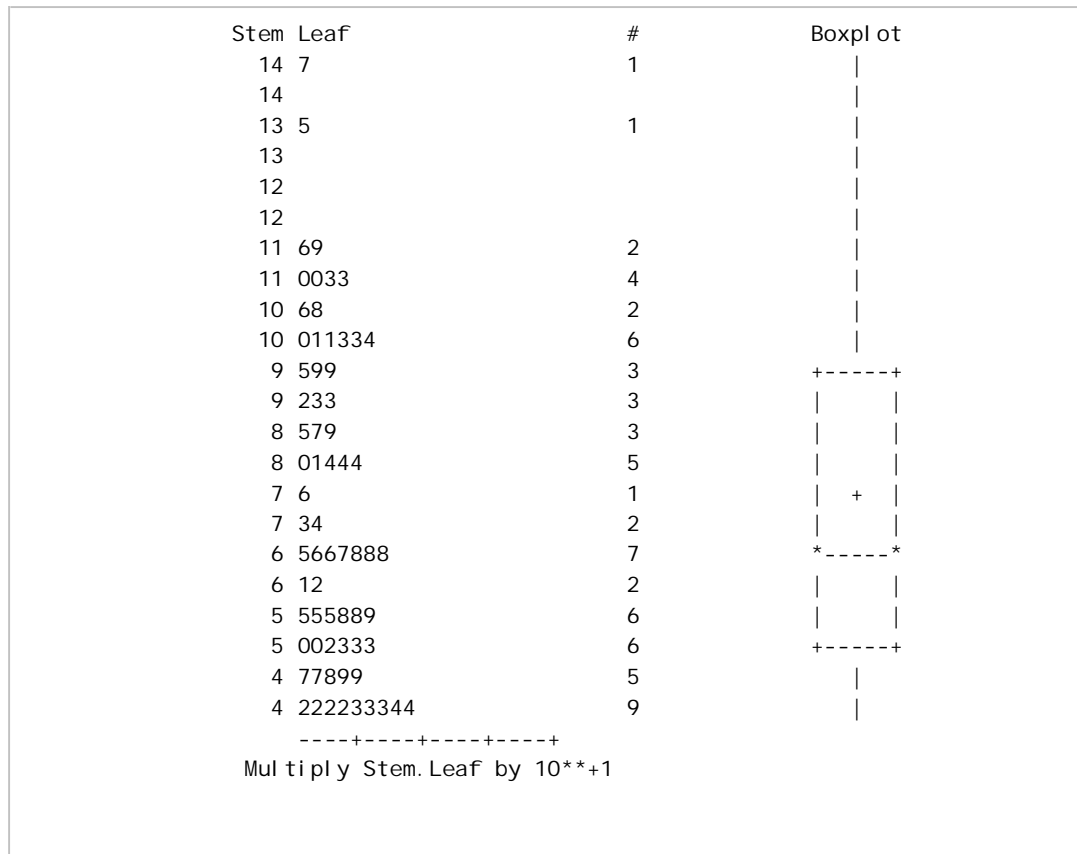 Stem Leaf # Boxplot
14 7 1 |
14 |
13 5 1 |
13 |
12 |
12 |
11 69 2 |
11 0033 4 |
10 68 2 |
10 011334 6 |
9 599 3 +-----+
9 233 3 | |
8 579 3 | |
8 01444 5 | |
7 6 1 | + |
7 34 2 | |
6 5667888 7 *-----*
6 12 2 | |
5 555889 6 | |
5 002333 6 +-----+
4 77899 5 |
4 222233344 9 |
----+----+----+----+
Multiply Stem.Leaf by 10**+1